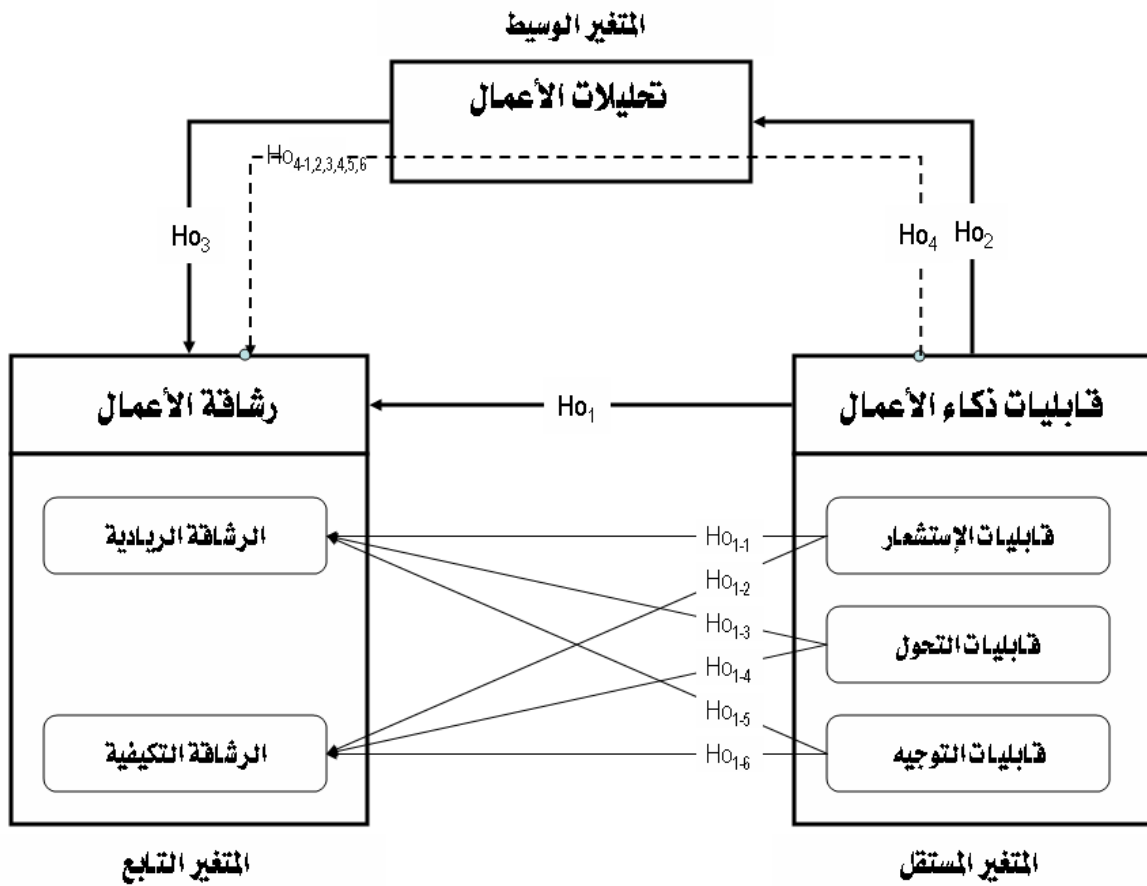 المتغير الوسيط
تحليلات الأعمال
Ho4-1,2,3,4,5,6
Ho3
Ho4
Ho2
قابليات ذكاء الأعمال
Ho1
رشاقة الأعمال
قابليات الإستشعار
Ho1-1
الرشاقة الريادية
Ho1-2
Ho1-3
قابليات التحول
Ho1-4
Ho1-5
قابليات التوجيه
Ho1-6
الرشاقة التكيفية
المتغير المستقل
المتغير التابع